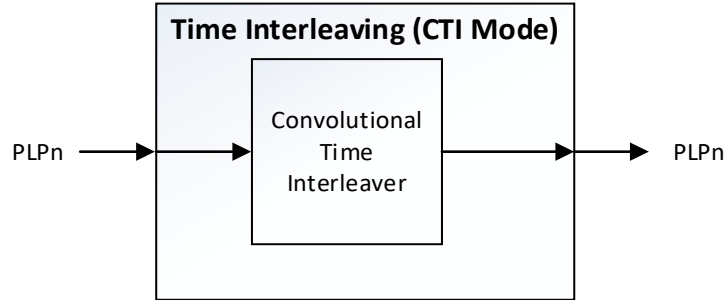 Time Interleaving (CTI Mode)
PLPn
Convolutional
Time
Interleaver
PLPn